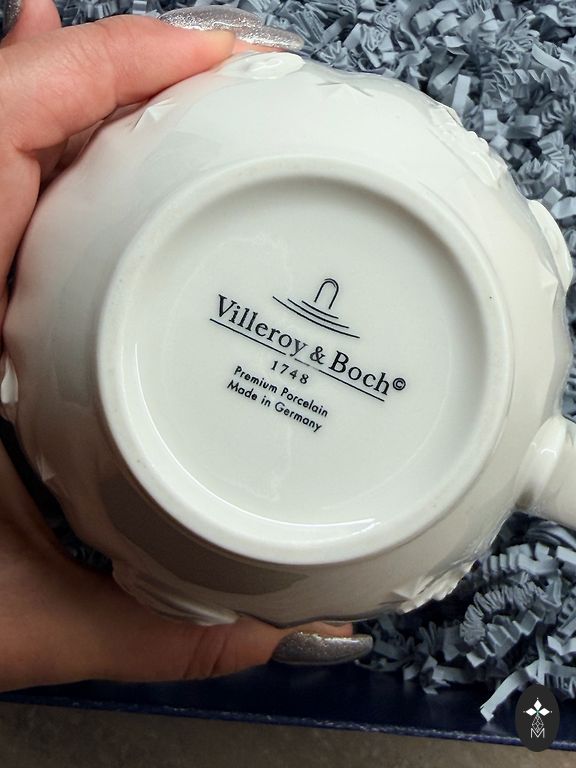 Villeroy & Boch©
1748
Premium Porcelain
Made in Germany
M